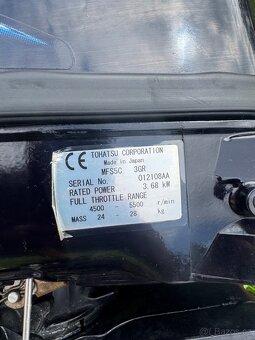 CE TOHATSU CORPORATION
Made in Japan
MFS5C 3GR
SERIAL No. 012108AA
RATED POWER 3.68 kW
FULL THROTTLE RANGE
4500 - 5500 r/min
MASS 24 - 28 kg